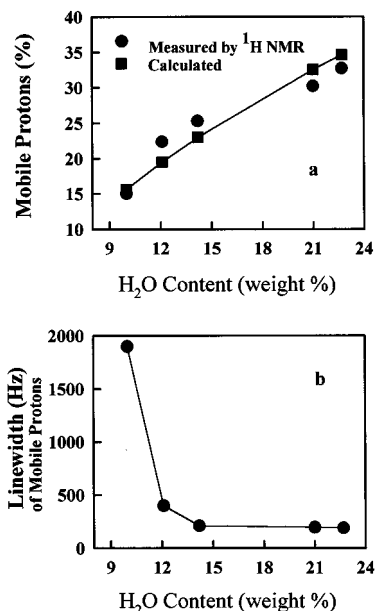 Mobile Protons (%)
40
35
30
25
20
15
10
Measured by ¹H NMR
Calculated
a
9 12 15 18 21 24
H₂O Content (weight %)
Linewidth (Hz)
of Mobile Protons
2000
1500
1000
500
0
b
9 12 15 18 21 24
H₂O Content (weight %)